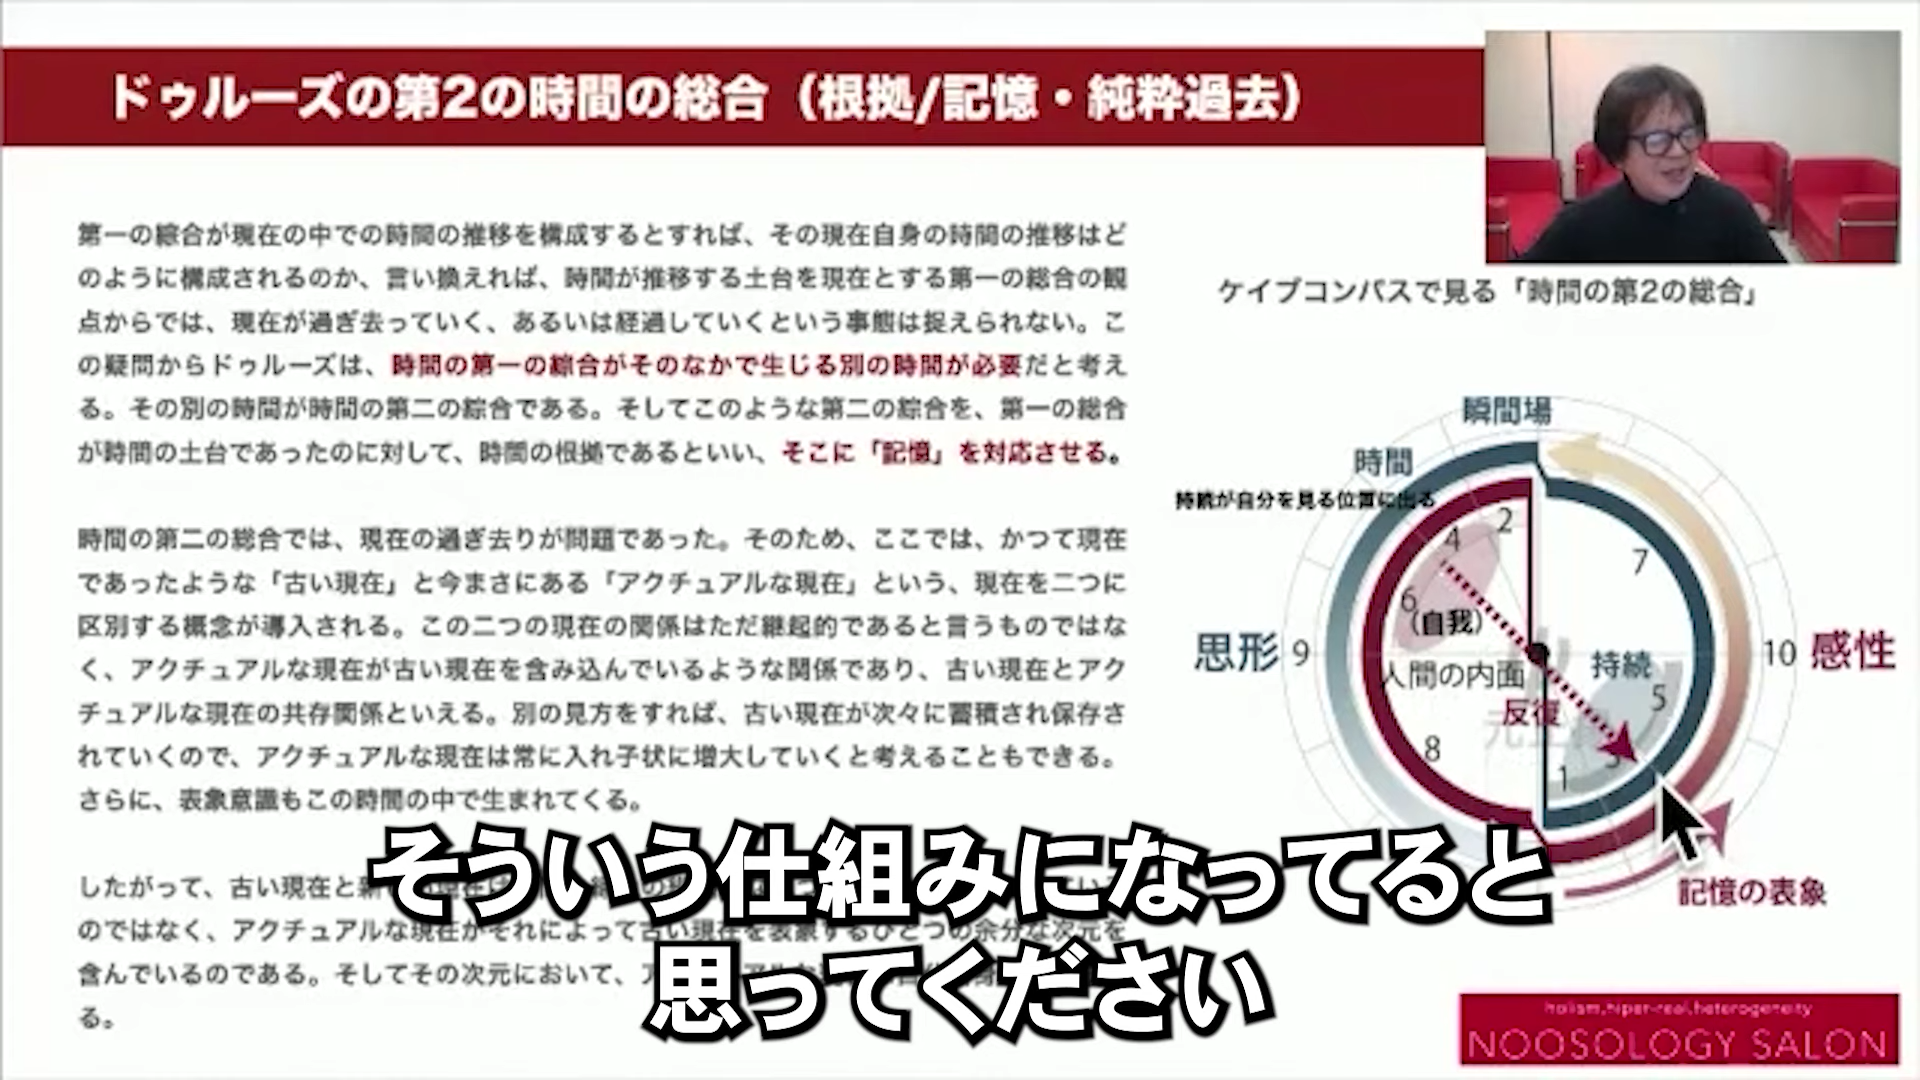 ドゥルーズの第2の時間の総合（根拠/記憶・純粋過去）
第一の綜合が現在の中での時間の推移を構成するとすれば、その現在自身の時間の推移はど
のように構成されるのか、言い換えれば、時間が推移する土台を現在とする第一の総合の観
点からでは、現在が過ぎ去っていく、あるいは経過していくという事態は捉えられない。こ
の疑問からドゥルーズは、時間の第一の綜合がそのなかで生じる別の時間が必要だと考え
る。その別の時間が時間の第二の綜合である。そしてこのような第二の綜合を、第一の総合
が時間の土台であったのに対して、時間の根拠であるといい、そこに「記憶」を対応させる。
時間の第二の総合では、現在の過ぎ去りが問題であった。そのため、ここでは、かつて現在
であったような「古い現在」と今まさにある「アクチュアルな現在」という、現在を二つに
区別する概念が導入される。この二つの現在の関係はただ継起的であると言うものではな
く、アクチュアルな現在が古い現在を含み込んでいるような関係であり、古い現在とアク
チュアルな現在の共存関係といえる。別の見方をすれば、古い現在が次々に蓄積され保存さ
れていくので、アクチュアルな現在は常に入れ子状に増大していくと考えることもできる。
さらに、表象意識もこの時間の中で生まれてくる。
したがって、古い現在と新
のではなく、アクチュアルな現在がそれによって古い現在を表象するひとつの余分な次元を
含んでいるのである。そしてその次元において、ア
る。
ケイブコンパスで見る「時間の第2の総合」
瞬間場
時間
持続が自分を見る位置に出る
2
4
7
6
（自我）
思形 9
10 感性
人間の内面
持続
5
反復
8
3
1
記憶の表象
そういう仕組みになってると
思ってください
holism,hiper-real,heterogeneity
NOOSOLOGY SALON